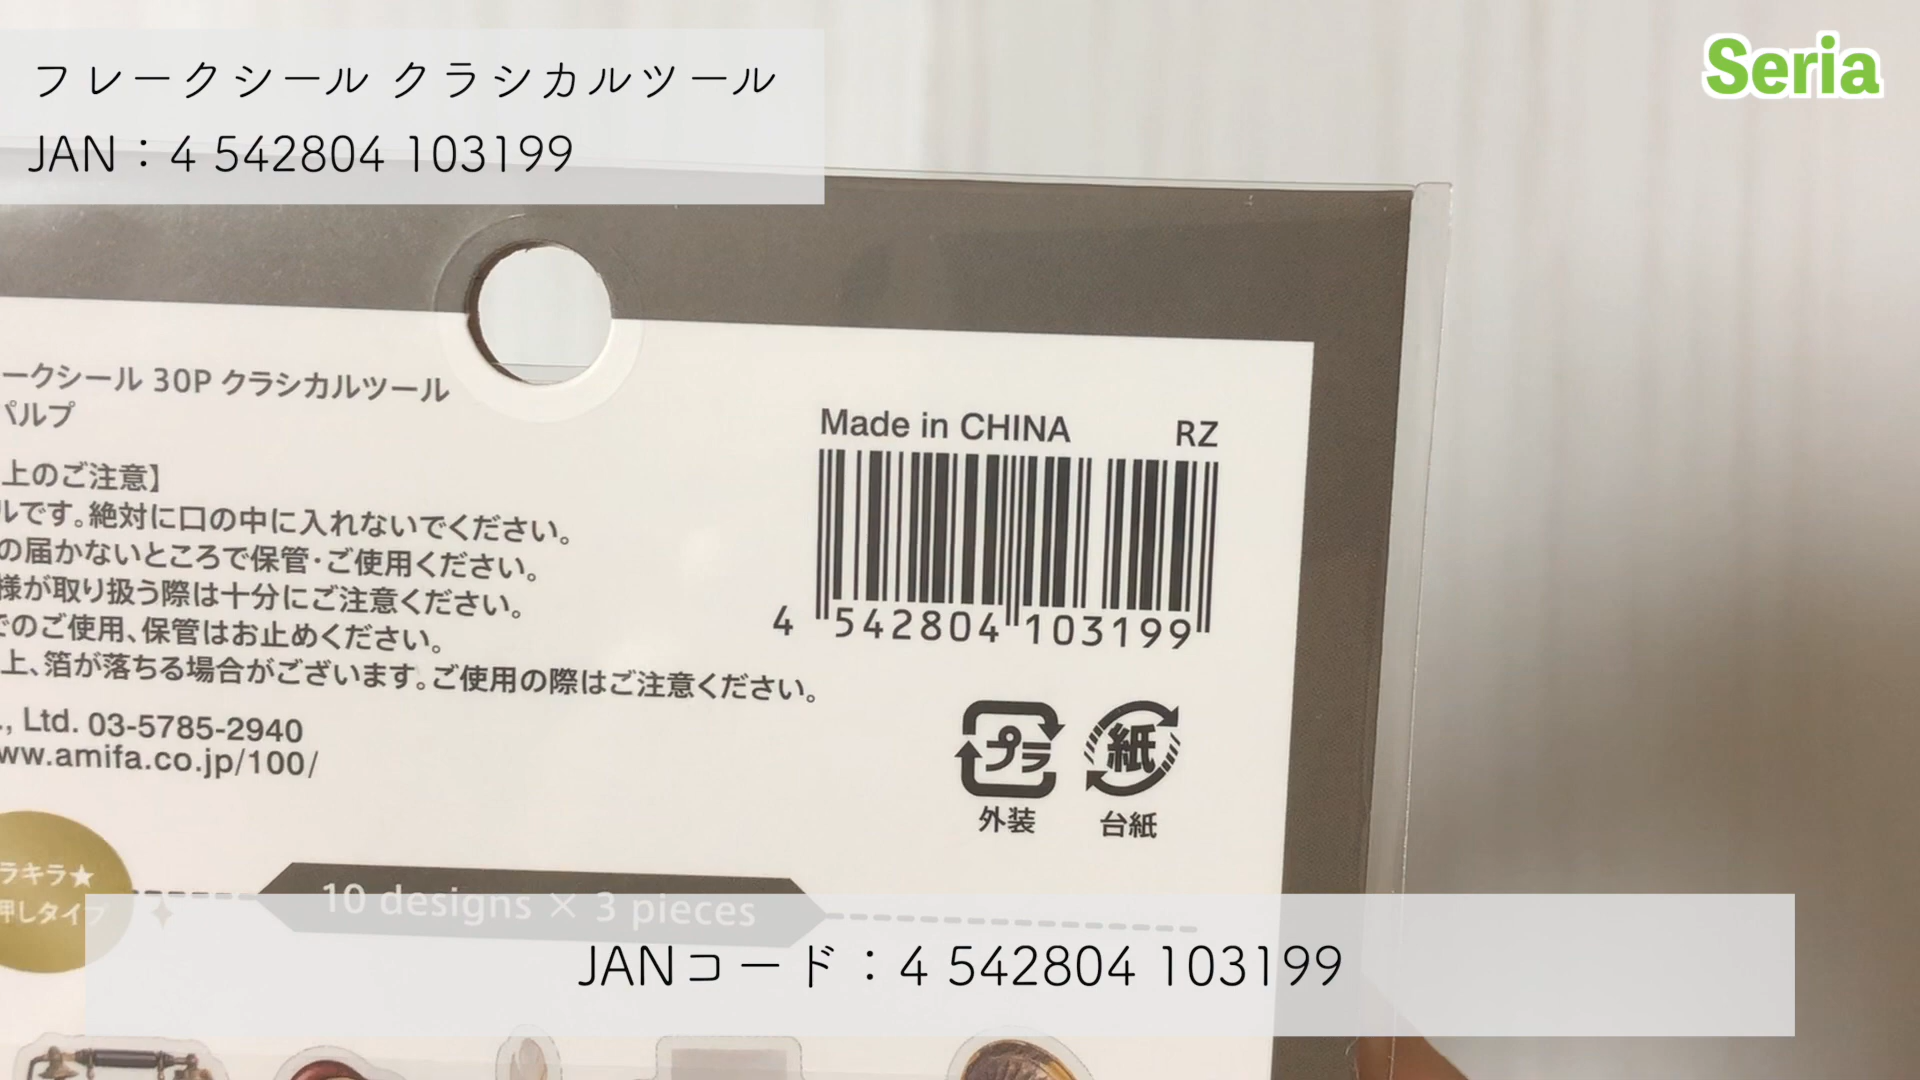 フレークシール クラシカルツール
JAN：4 542804 103199
Seria
ークシール 30P クラシカルツール
パルプ
上のご注意】
ルです。絶対に口の中に入れないでください。
の届かないところで保管・ご使用ください。
様が取り扱う際は十分にご注意ください。
でのご使用、保管はお止めください。
上、箔が落ちる場合がございます。ご使用の際はご注意ください。
., Ltd. 03-5785-2940
ww.amifa.co.jp/100/
Made in CHINA RZ
4 542804 103199
プラ 紙
外装 台紙
ラキラ★
押しタイプ
10 designs × 3 pieces
JANコード：4 542804 103199